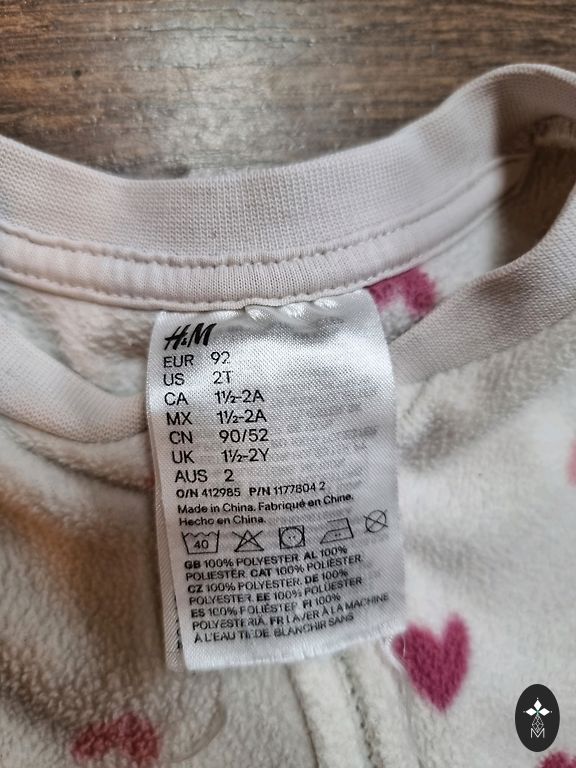 H&M
EUR 92
US 2T
CA 1½-2A
MX 1½-2A
CN 90/52
UK 1½-2Y
AUS 2
O/N 412985 P/N 1177804 2
Made in China. Fabriqué en Chine.
Hecho en China.
40
GB 100% POLYESTER. AL 100%
POLIESTER. CAT 100% POLIÈSTER.
CZ 100% POLYESTER. DE 100%
POLYESTER. EE 100% POLÜESTER.
ES 100% POLIÉSTER. FI 100%
POLYESTERIA. FR LAVER À LA MACHINE
À L'EAU TIÈDE. BLANCHIR SANS
M